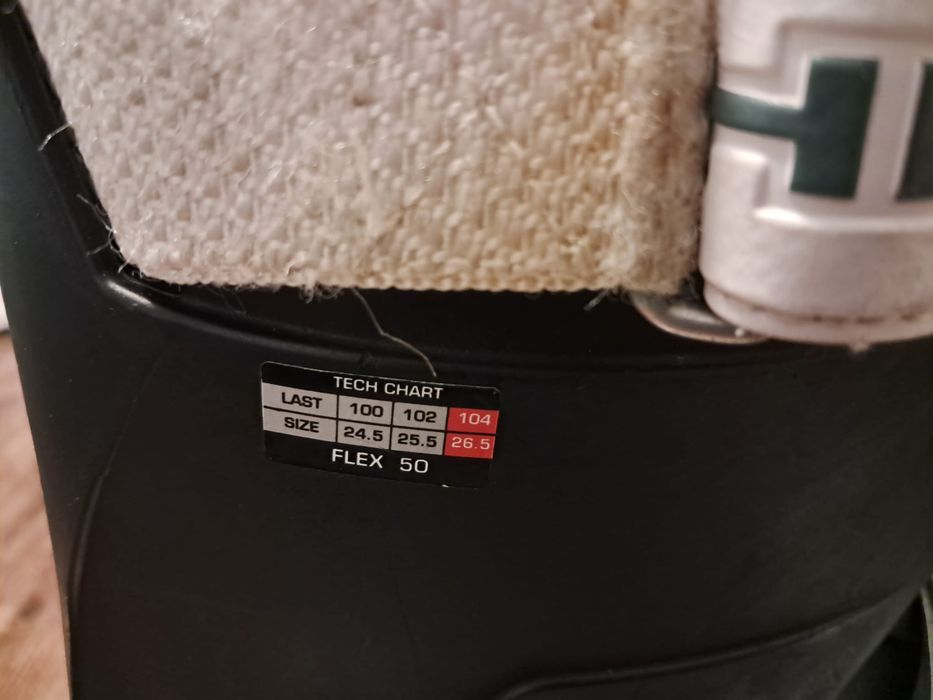 TECH CHART
LAST 100 102 104
SIZE 24.5 25.5 26.5
FLEX 50